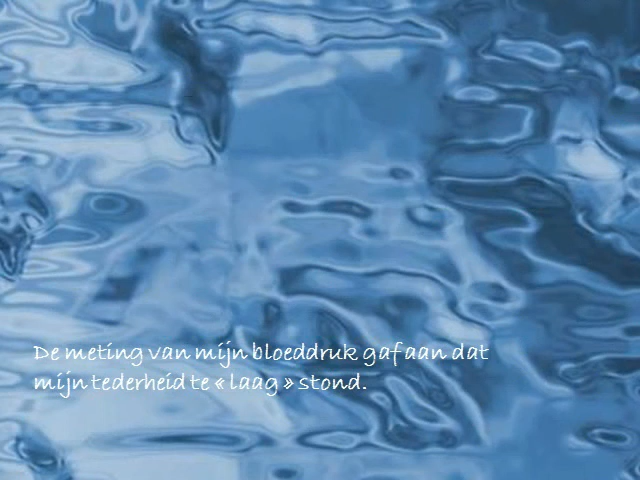 De meting van mijn bloeddruk gaf aan dat
mijn tederheid te « laag » stond.